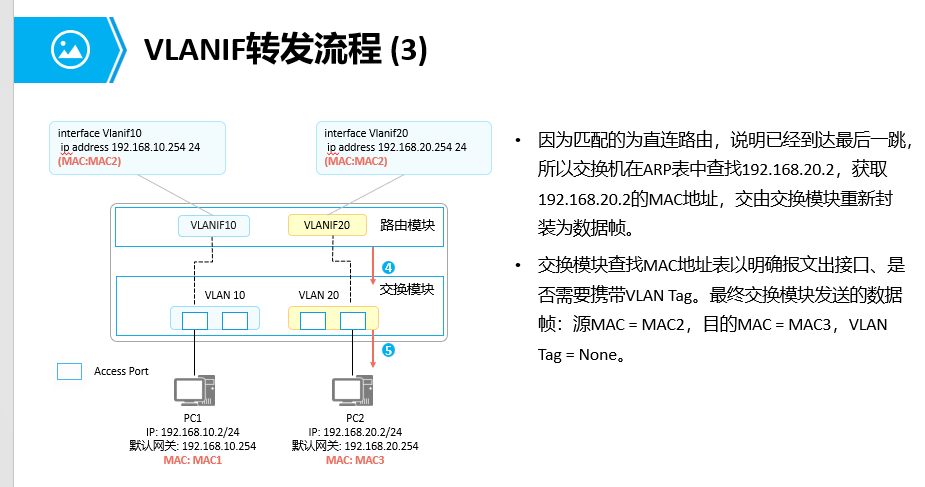 VLANIF转发流程 (3)
interface Vlanif10
ip address 192.168.10.254 24
(MAC:MAC2)
interface Vlanif20
ip address 192.168.20.254 24
(MAC:MAC2)
VLANIF10
VLANIF20
路由模块
4
交换模块
VLAN 10
VLAN 20
5
Access Port
PC1
IP: 192.168.10.2/24
默认网关: 192.168.10.254
MAC: MAC1
PC2
IP: 192.168.20.2/24
默认网关: 192.168.20.254
MAC: MAC3
• 因为匹配的为直连路由，说明已经到达最后一跳，
所以交换机在ARP表中查找192.168.20.2，获取
192.168.20.2的MAC地址，交由交换模块重新封
装为数据帧。
• 交换模块查找MAC地址表以明确报文出接口、是
否需要携带VLAN Tag。最终交换模块发送的数据
帧：源MAC = MAC2，目的MAC = MAC3，VLAN
Tag = None。